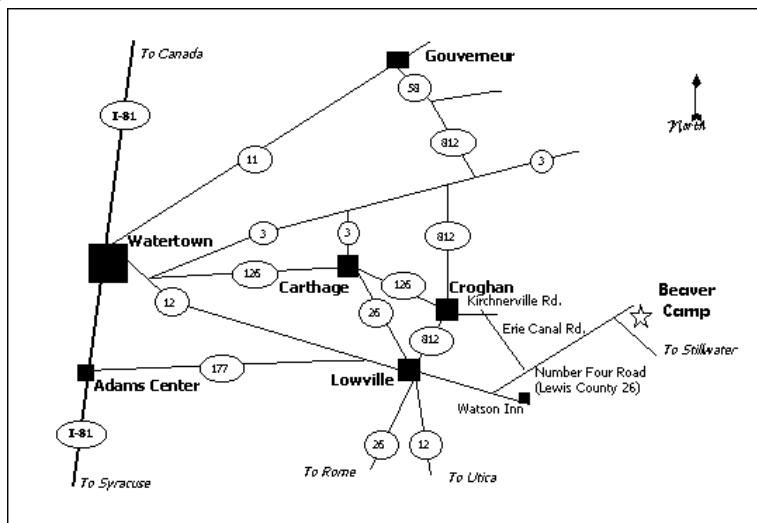 To Canada
Gouverneur
58
I-81
North
812
11
3
Watertown
3
3
812
126
Carthage
126
Croghan
Kirchnerville Rd.
Beaver
Camp
12
26
Erie Canal Rd.
812
To Stillwater
177
Adams Center
Lowville
Number Four Road
(Lewis County 26)
Watson Inn
I-81
26
12
To Rome
To Utica
To Syracuse